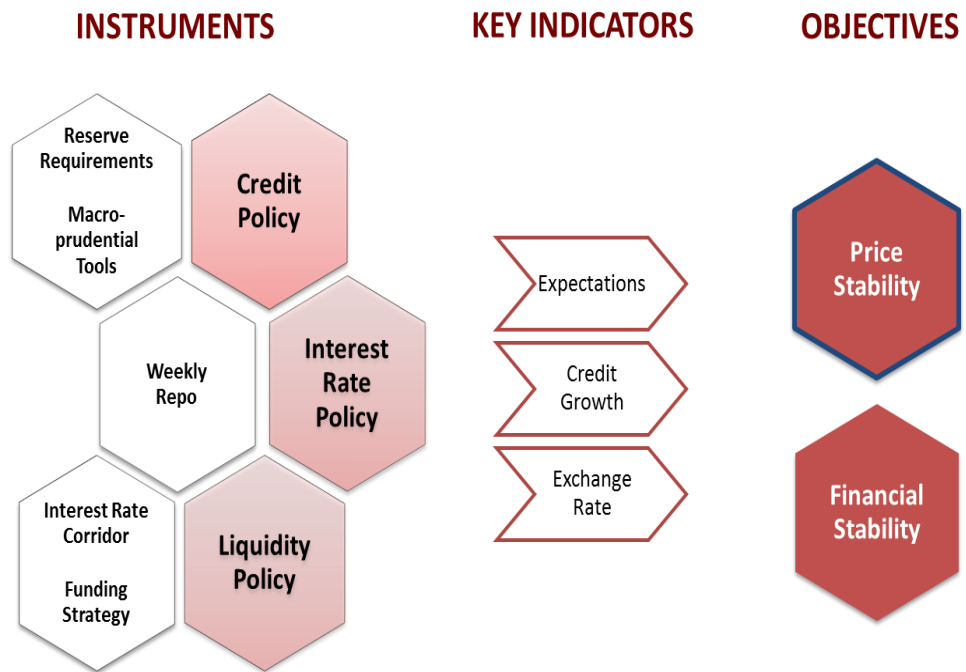 INSTRUMENTS
KEY INDICATORS
OBJECTIVES
Reserve
Requirements
Macro-
prudential
Tools
Credit
Policy
Weekly
Repo
Interest
Rate
Policy
Interest Rate
Corridor
Funding
Strategy
Liquidity
Policy
Expectations
Credit
Growth
Exchange
Rate
Price
Stability
Financial
Stability